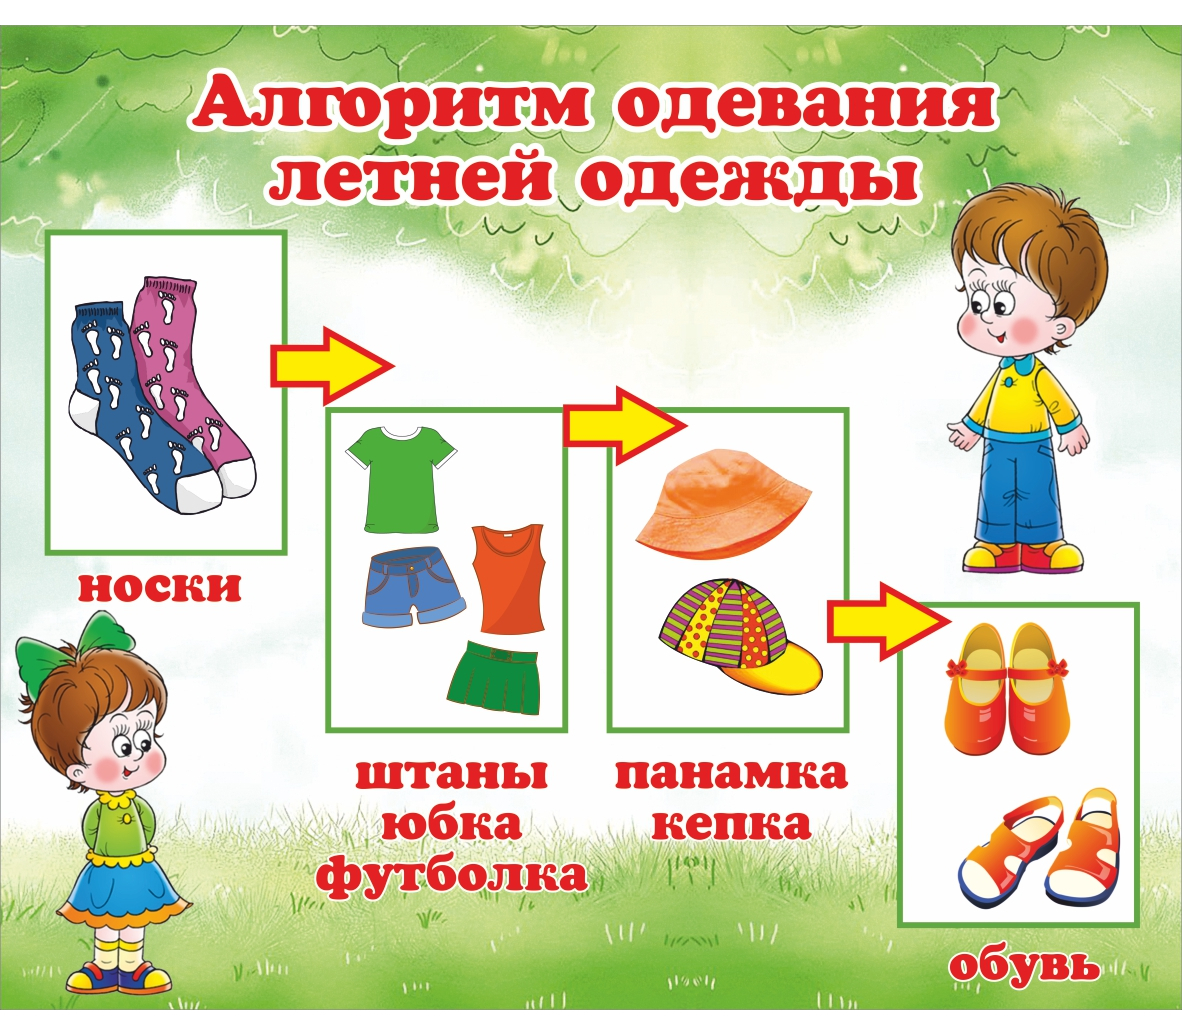 Алгоритм одевания
летней одежды
носки
штаны
юбка
футболка
панамка
кепка
обувь